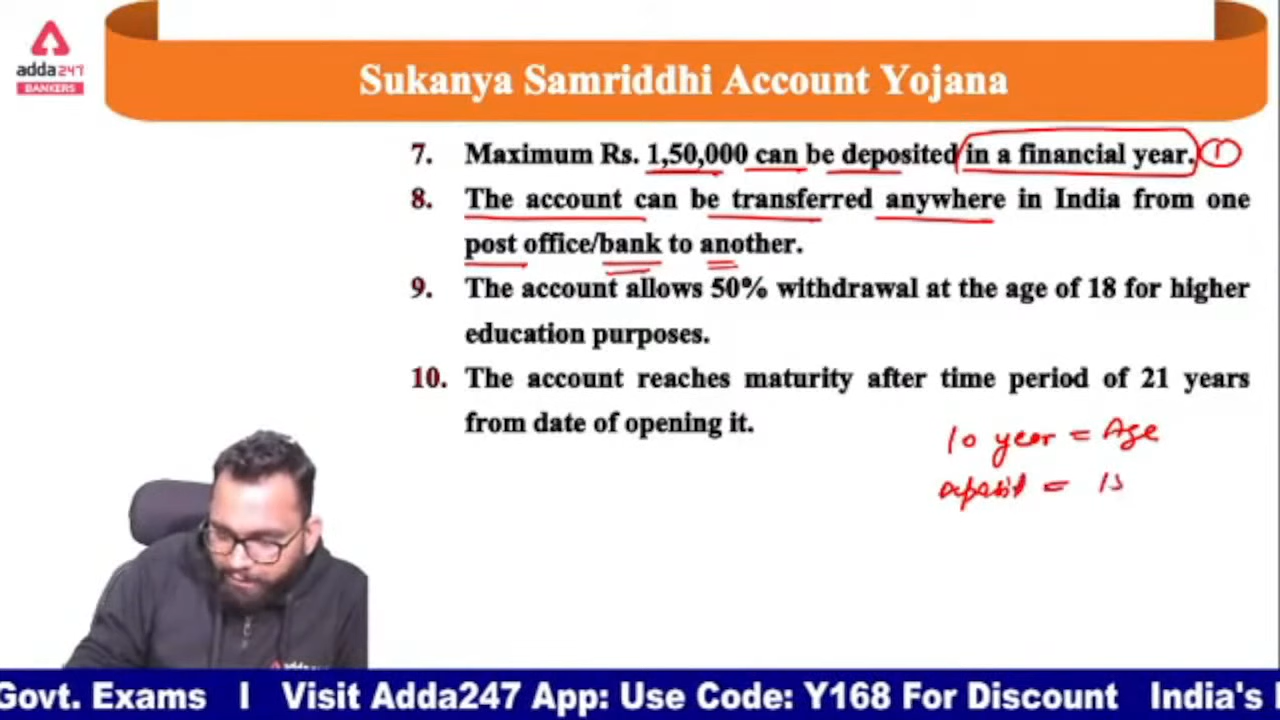 adda247
BANKERS
Sukanya Samriddhi Account Yojana
7. Maximum Rs. 1,50,000 can be deposited in a financial year. 1
8. The account can be transferred anywhere in India from one
post office/bank to another.
9. The account allows 50% withdrawal at the age of 18 for higher
education purposes.
10. The account reaches maturity after time period of 21 years
from date of opening it.
10 year = Age
deposit = 15
Govt. Exams I Visit Adda247 App: Use Code: Y168 For Discount India's